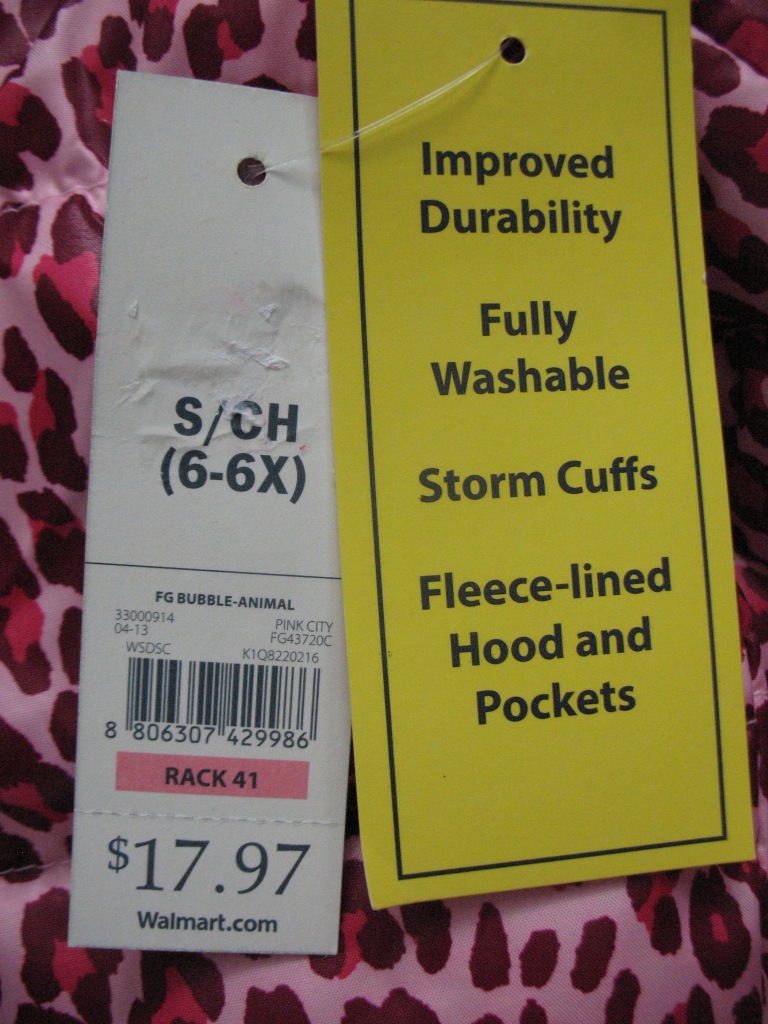 S/CH
(6-6X)
FG BUBBLE-ANIMAL
33000914
04-13
PINK CITY
FG43720C
WSDSC
K1Q8220216
8 806307 429986
RACK 41
$17.97
Walmart.com
Improved
Durability
Fully
Washable
Storm Cuffs
Fleece-lined
Hood and
Pockets